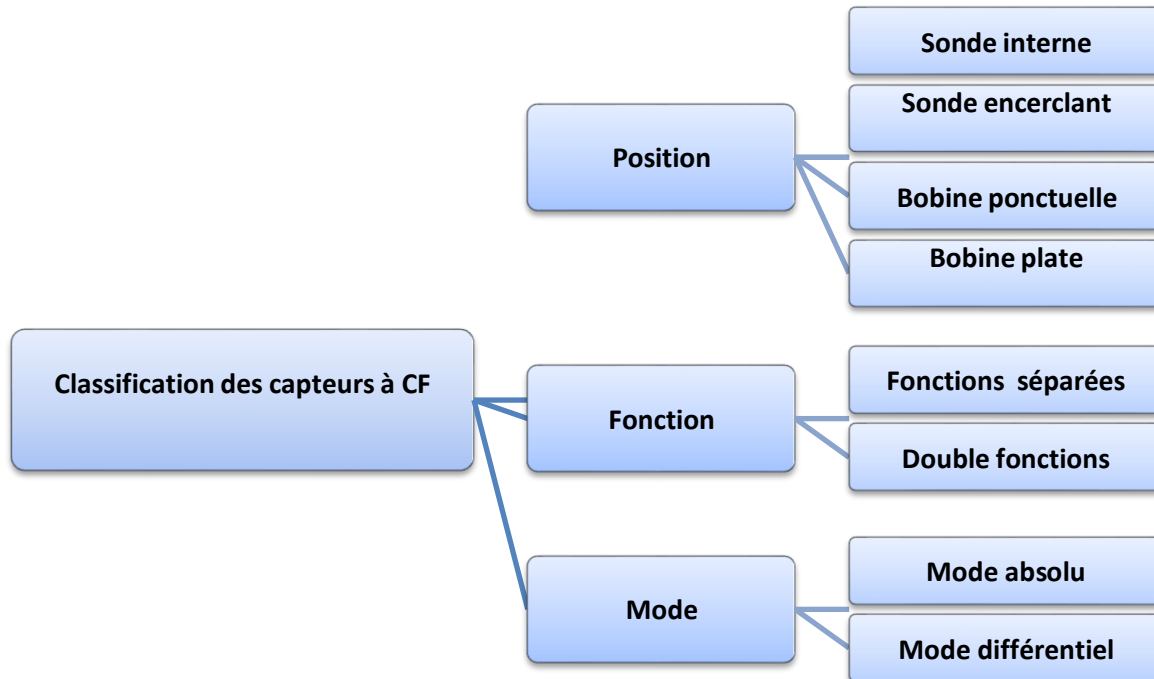 Classification des capteurs à CF
Position
Sonde interne
Sonde encerclant
Bobine ponctuelle
Bobine plate
Fonction
Fonctions séparées
Double fonctions
Mode
Mode absolu
Mode différentiel